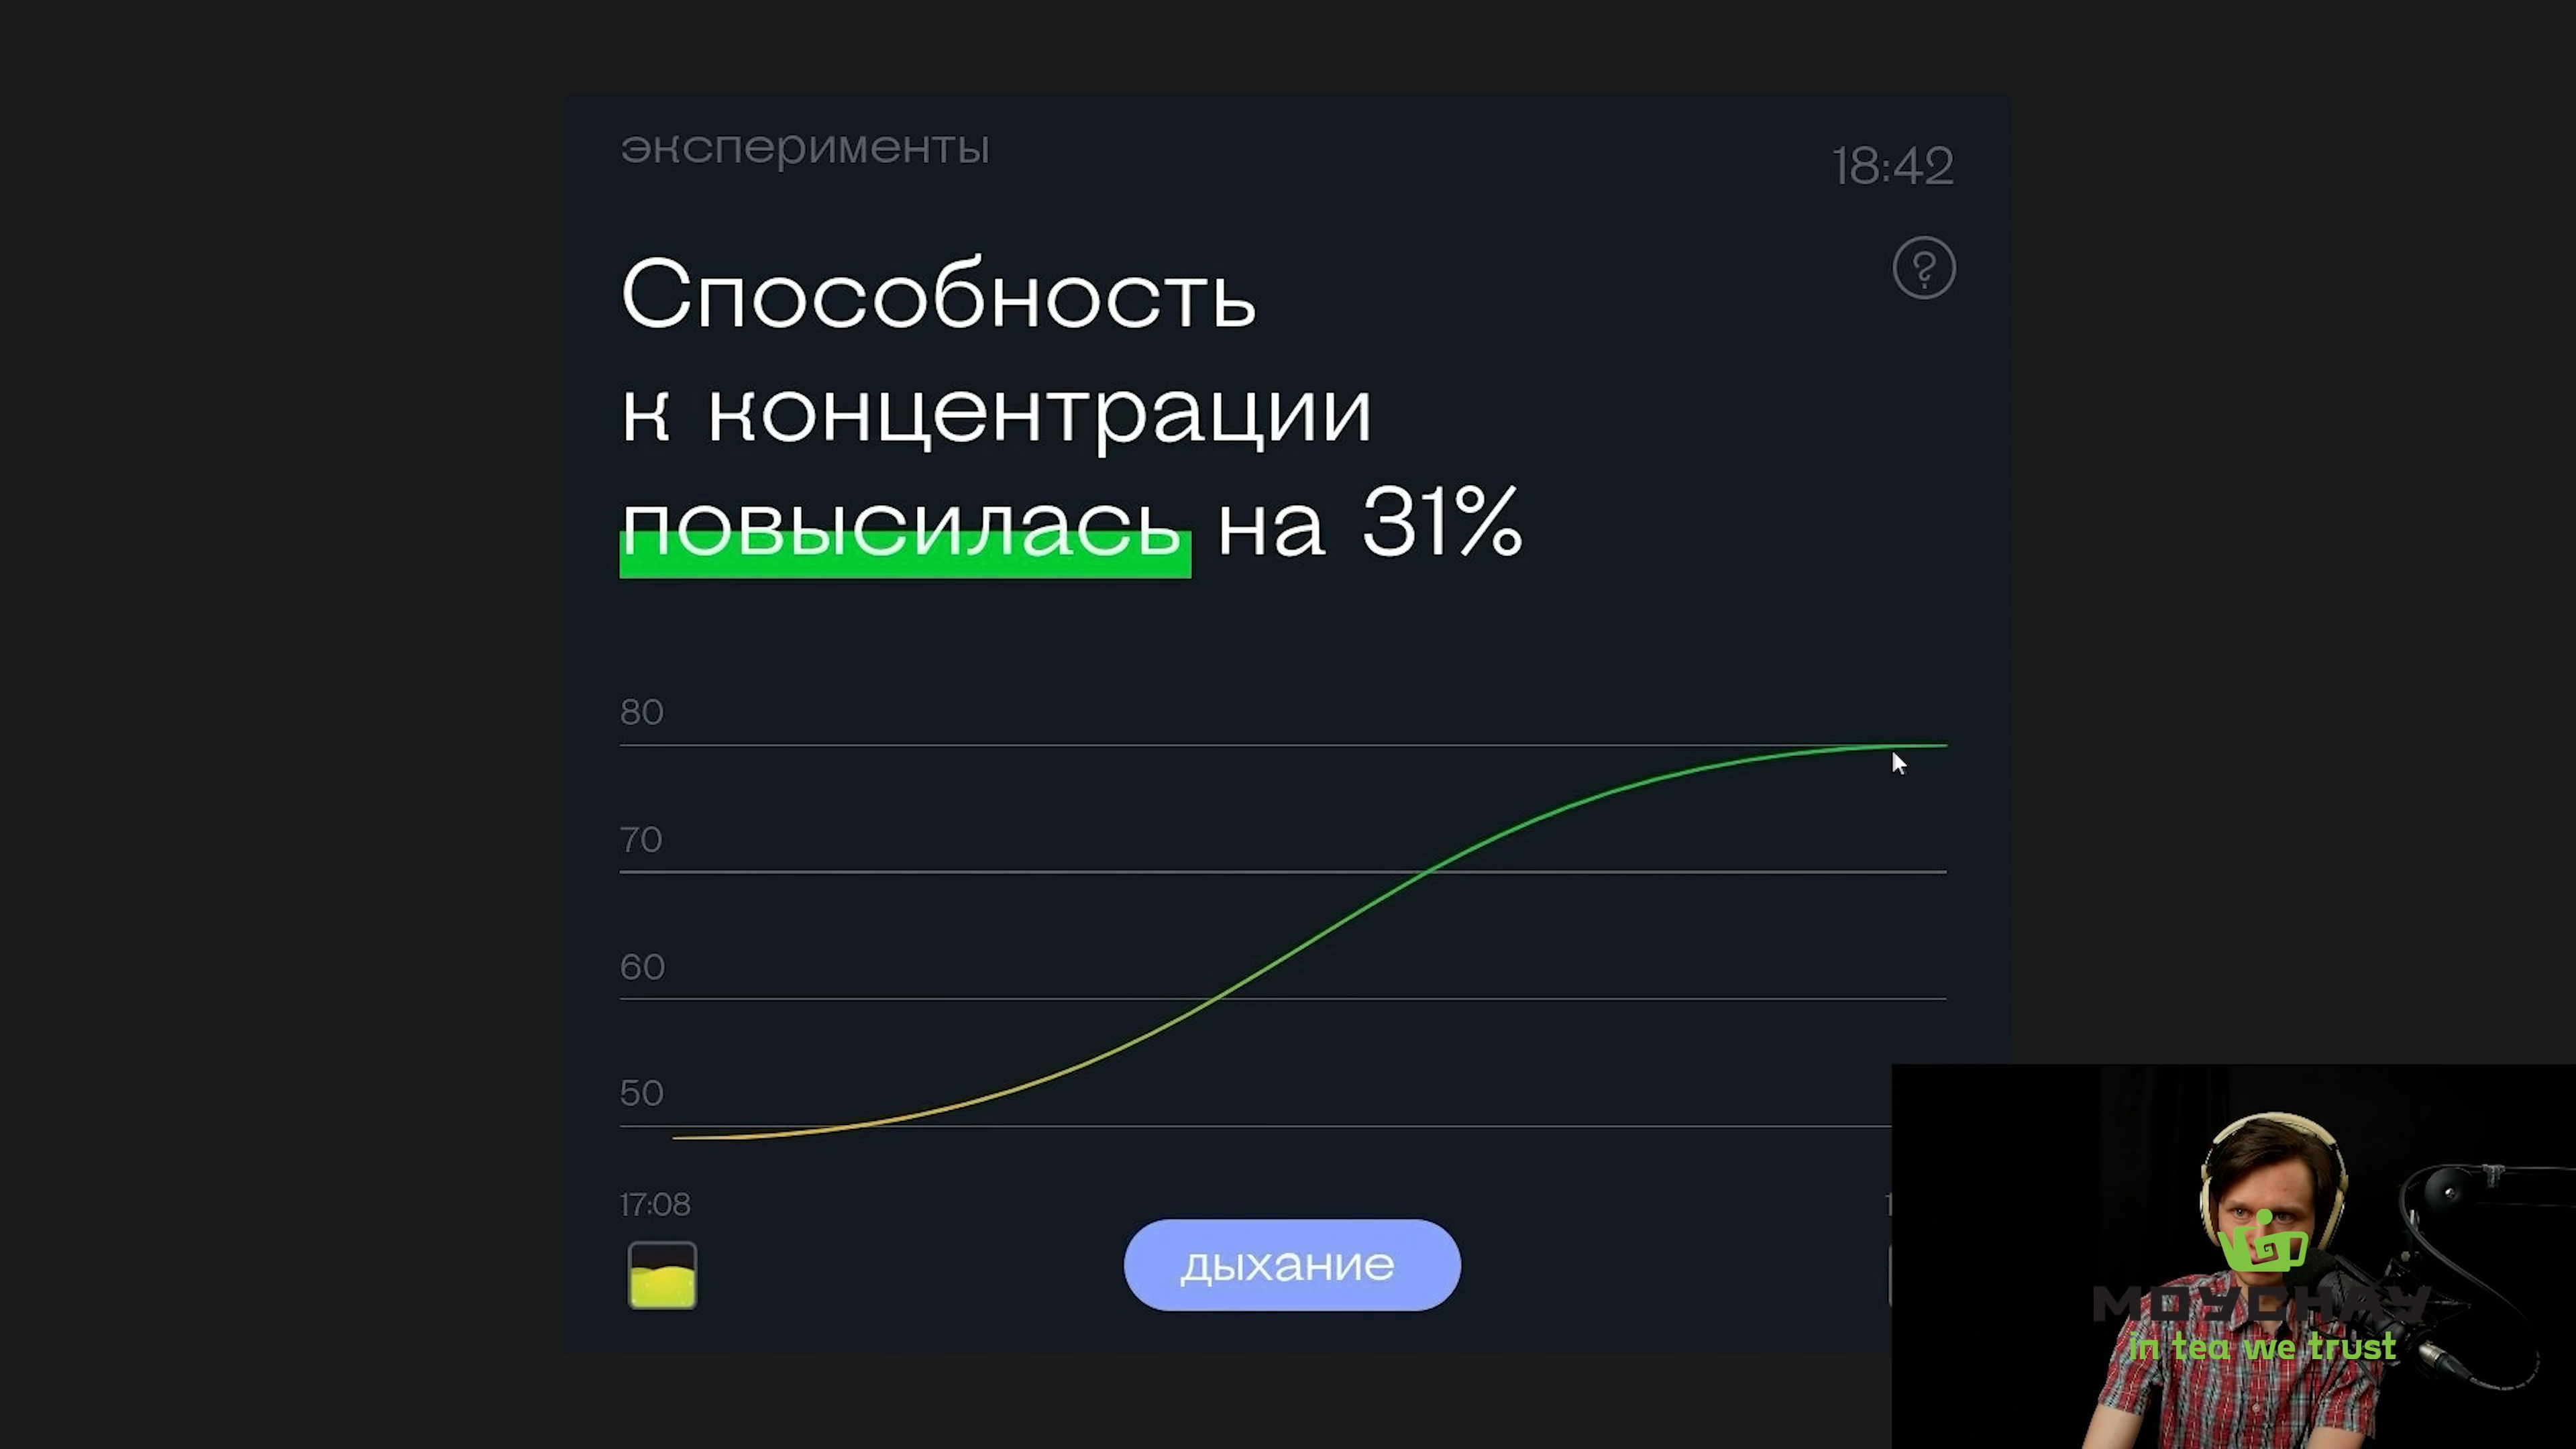 эксперименты
18:42
Способность
к концентрации
повысилась на 31%
80
70
60
50
17:08
дыхание
MOYCHAY
in tea we trust